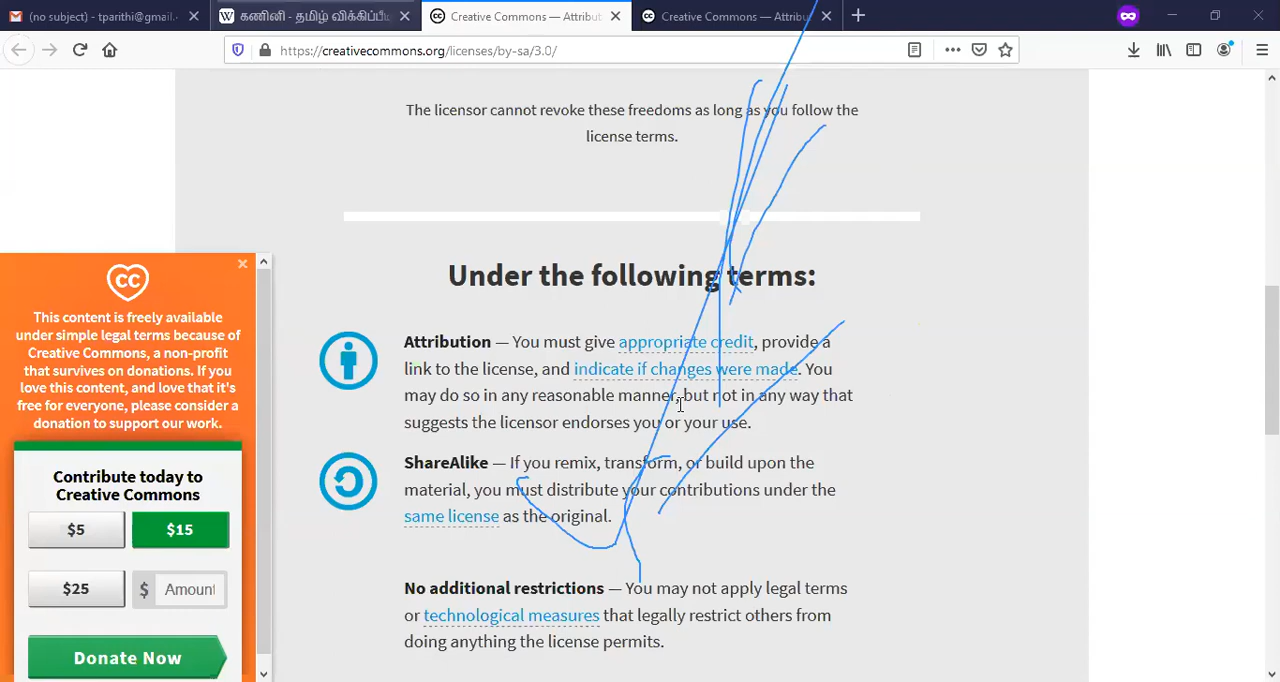 (no subject) - tparithi@gmail.
கணினி - தமிழ் விக்கிப்பீ
Creative Commons — Attribut
Creative Commons — Attribu
https://creativecommons.org/licenses/by-sa/3.0/
The licensor cannot revoke these freedoms as long as you follow the
license terms.
Under the following terms:
Attribution — You must give appropriate credit, provide a
link to the license, and indicate if changes were made. You
may do so in any reasonable manner, but not in any way that
suggests the licensor endorses you or your use.
ShareAlike — If you remix, transform, or build upon the
material, you must distribute your contributions under the
same license as the original.
No additional restrictions — You may not apply legal terms
or technological measures that legally restrict others from
doing anything the license permits.
CC
This content is freely available
under simple legal terms because of
Creative Commons, a non-profit
that survives on donations. If you
love this content, and love that it's
free for everyone, please consider a
donation to support our work.
Contribute today to
Creative Commons
$5
$15
$25
$ Amount
Donate Now